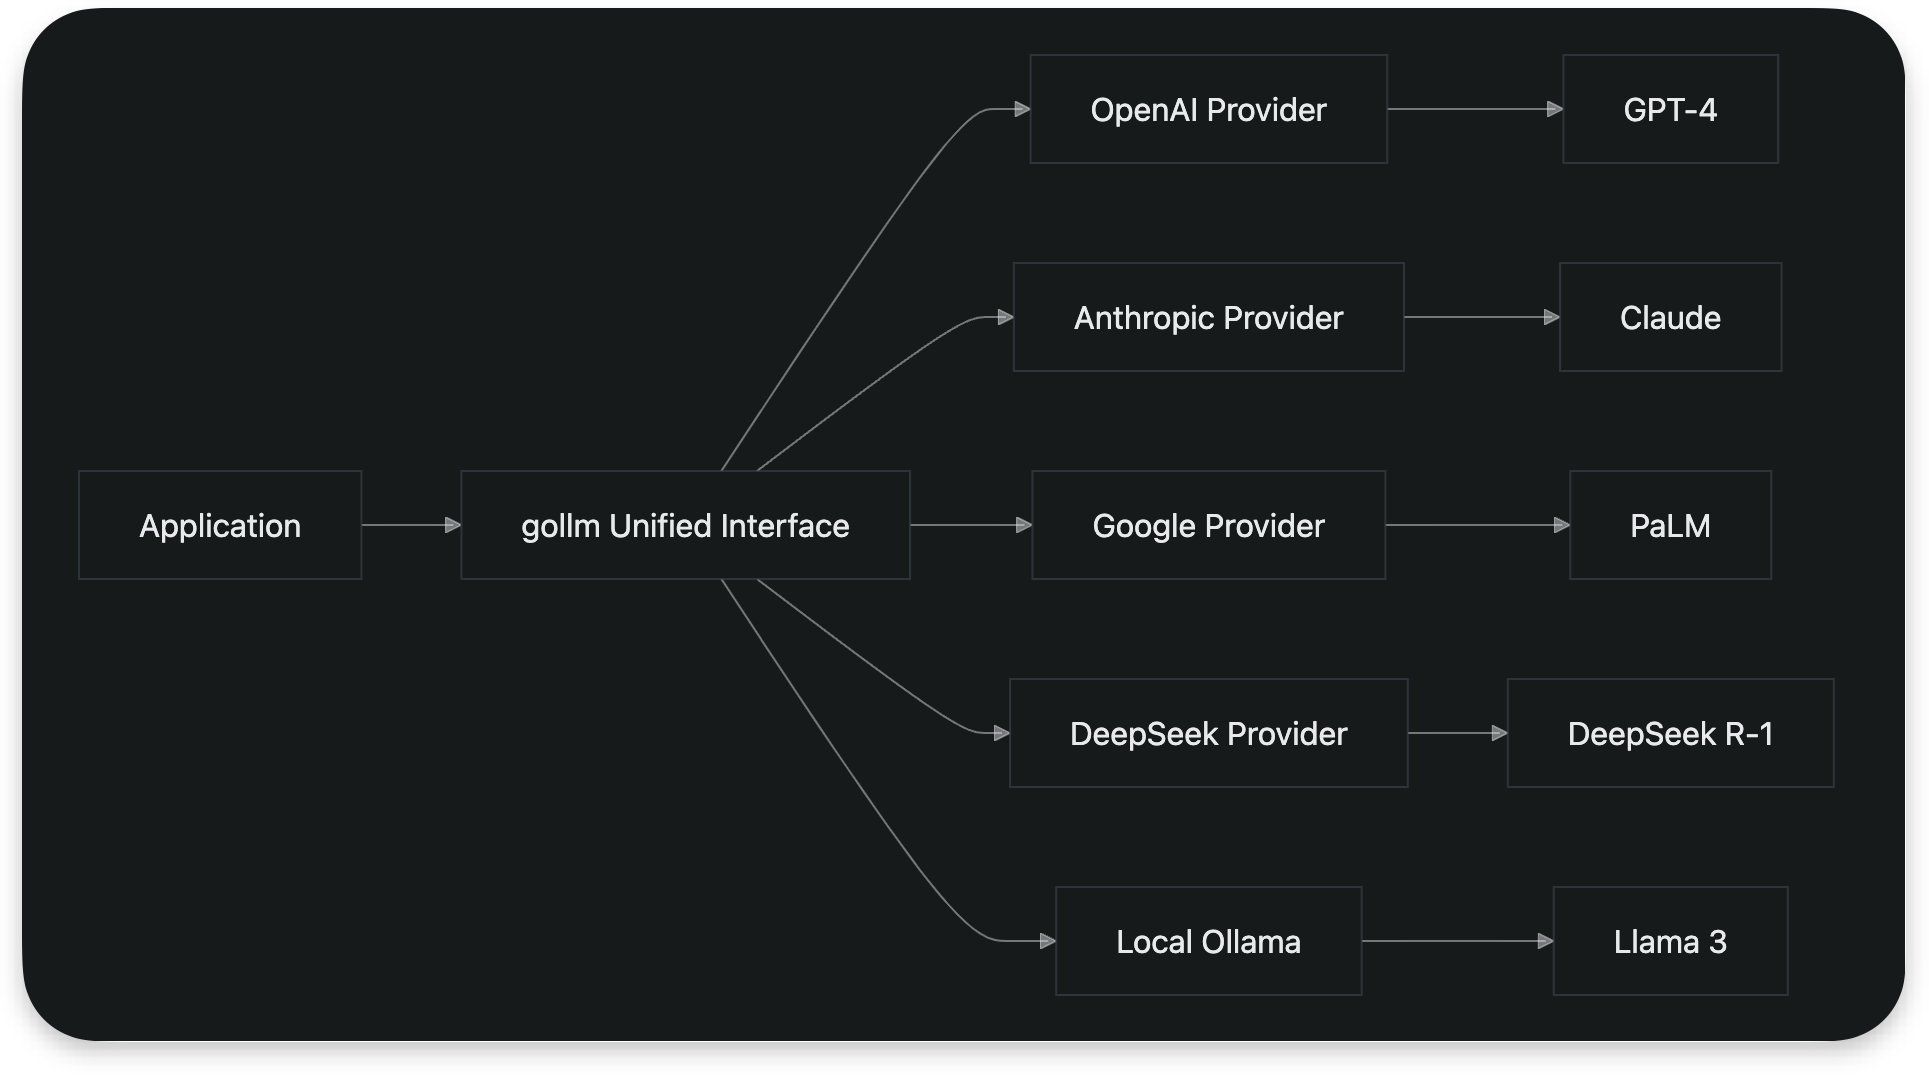 OpenAI Provider
GPT-4
Anthropic Provider
Claude
Application
gollm Unified Interface
Google Provider
PaLM
DeepSeek Provider
DeepSeek R-1
Local Ollama
Llama 3